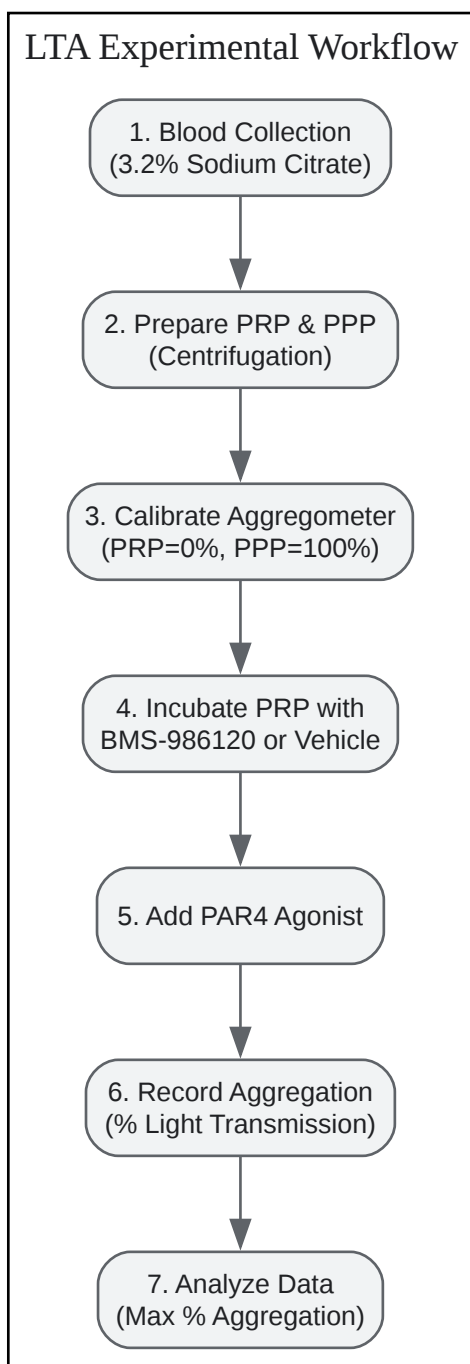 LTA Experimental Workflow
1. Blood Collection
(3.2% Sodium Citrate)
2. Prepare PRP & PPP
(Centrifugation)
3. Calibrate Aggregometer
(PRP=0%, PPP=100%)
4. Incubate PRP with
BMS-986120 or Vehicle
5. Add PAR4 Agonist
6. Record Aggregation
(% Light Transmission)
7. Analyze Data
(Max % Aggregation)